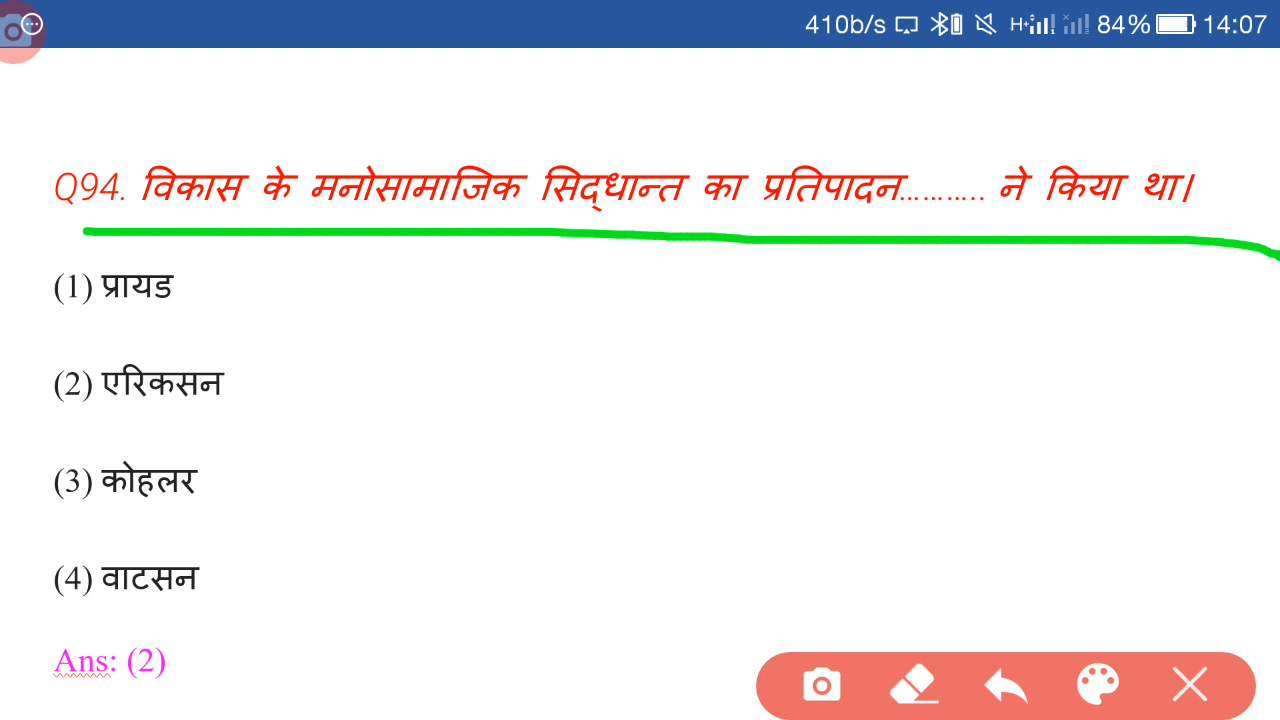 410b/s H+ 84% 14:07
Q94. विकास के मनोसामाजिक सिद्धान्त का प्रतिपादन……….. ने किया था।
(1) प्रायड
(2) एरिकसन
(3) कोहलर
(4) वाटसन
Ans: (2)